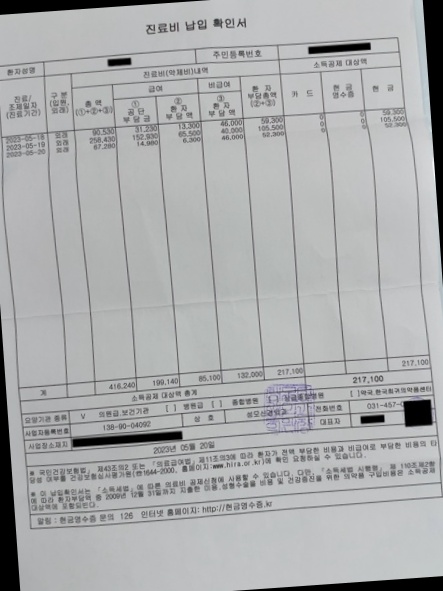 진료비 납입 확인서
환자성명 주민등록번호
진료/조제일자(진료기간) 구분(입원,외래) 진료비(약제비)내역 소득공제 대상액
급여 비급여
총액(①+②+③) ①공단부담금 ②환자부담액 ③환자부담액 환자부담총액(②+③) 카드 현금영수증 현금
2023-05-18 외래 90,530 31,230 13,300 46,000 59,300 0 0 59,300
2023-05-19 외래 258,430 152,930 65,500 40,000 105,500 0 0 105,500
2023-05-20 외래 67,280 14,980 6,300 46,000 52,300 0 0 52,300
계 416,240 199,140 85,100 132,000 217,100 217,100
소득공제 대상액 총계 217,100
요양기관 종류 V 의원급,보건기관 [ ] 병원급 [ ] 종합병원 [ ] 상급종합병원 [ ]약국,한국희귀의약품센터
사업자등록번호 138-90-04092 상호 전화번호 031-457-
사업장소재지 대표자
2023년 05월 20일
※ 국민건강보험법」 제43조의2 또는 「의료급여법」 제11조의3에 따라 환자가 전액 부담한 비용과 비급여로 부담한 비용의 타
당성 여부를 건강보험심사평가원(☎1644-2000, 홈페이지:www.hira.or.kr)에 확인 요청하실 수 있습니다.
※ 이 납입확인서는 「소득세법」에 따른 의료비 공제신청에 사용할 수 있습니다. 다만, 「소득세법 시행령」 제 110조제2항
에 따라 환자부담액 중 2009년 12월 31일까지 지출한 미용,성형수술을 비용 및 건강증진을 위한 의약품 구입비용은 소득공제
대상액에 포함된다.
알림 : 현금영수증 문의 126 인터넷 홈페이지: http://현금영수증.kr